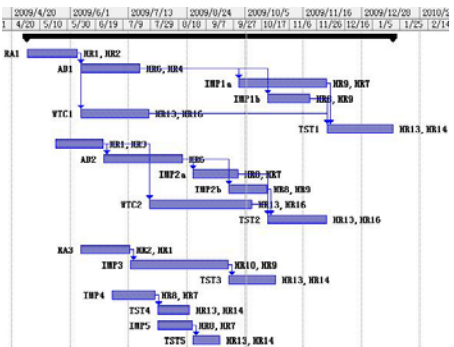 2009/4/20 2009/6/1 2009/7/13 2009/8/24 2009/10/5 2009/11/16 2009/12/28 2010/2
4/20 5/10 5/30 6/19 7/9 7/29 8/18 9/7 9/27 10/17 11/6 11/26 12/16 1/5 1/25 2/14
RA1 HR1, HR2
AD1 HR6, HR4
IMP1a HR9, HR7
IMP1b HR8, HR9
WTC1 HR13, HR16
TST1 HR13, HR14
HR1, HR3
AD2 HR6
IMP2a HR8, HR7
IMP2b HR8, HR9
WTC2 HR13, HR16
TST2 HR13, HR16
RA3 HR2, HR1
IMP3 HR10, HR9
TST3 HR13, HR14
IMP4 HR8, HR7
TST4 HR13, HR14
IMP5 HR8, HR7
TST5 HR13, HR14